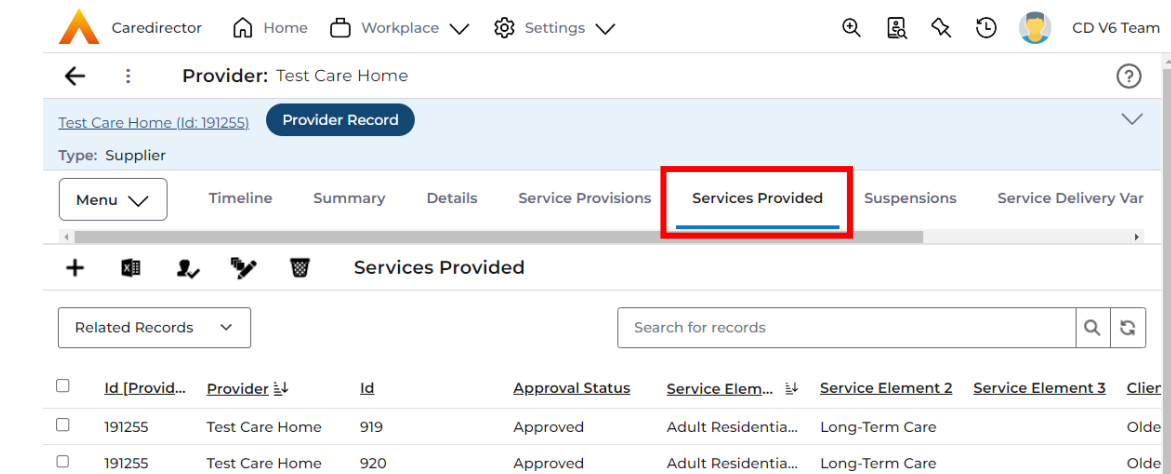 Caredirector Home Workplace Settings CD V6 Team
Provider: Test Care Home
Test Care Home (Id: 191255) Provider Record
Type: Supplier
Menu Timeline Summary Details Service Provisions Services Provided Suspensions Service Delivery Var
Services Provided
Related Records Search for records
Id [Provid... Provider Id Approval Status Service Elem... Service Element 2 Service Element 3 Clien
191255 Test Care Home 919 Approved Adult Residentia... Long-Term Care Olde
191255 Test Care Home 920 Approved Adult Residentia... Long-Term Care Olde